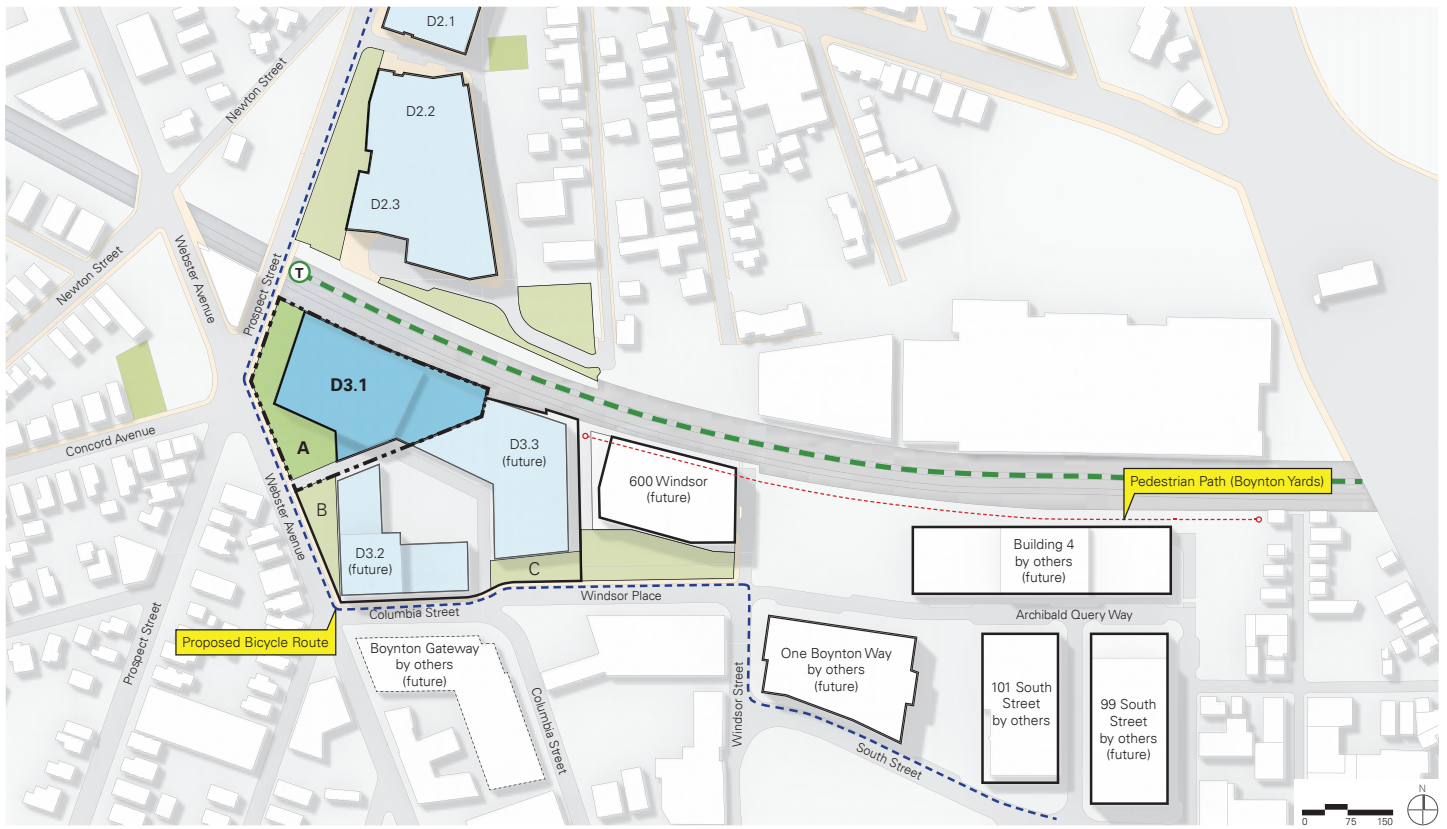 D2.1
Newton Street
D2.2
D2.3
Newton Street
Webster Avenue
Prospect Street
T
D3.1
A
Concord Avenue
B
Webster Avenue
D3.2
(future)
D3.3
(future)
C
600 Windsor
(future)
Pedestrian Path (Boynton Yards)
Building 4
by others
(future)
Windsor Place
Columbia Street
Archibald Query Way
Proposed Bicycle Route
Prospect Street
Boynton Gateway
by others
(future)
Columbia Street
Windsor Street
One Boynton Way
by others
(future)
South Street
101 South
Street
by others
99 South
Street
by others
(future)
N
0 75 150